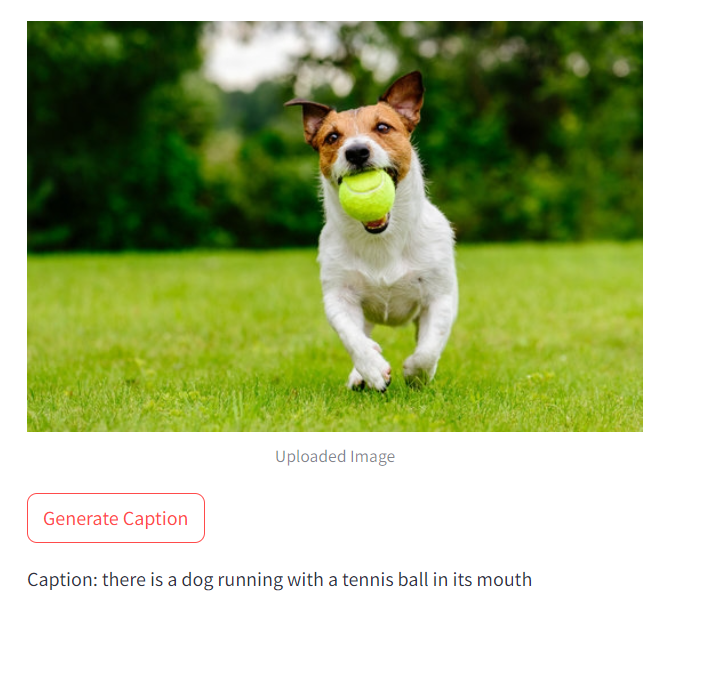 Uploaded Image
Generate Caption
Caption: there is a dog running with a tennis ball in its mouth